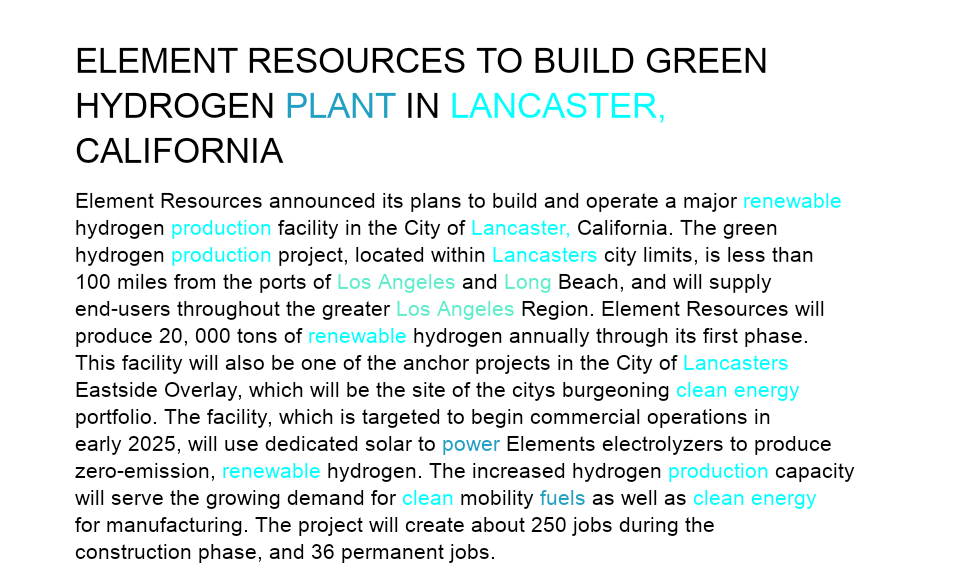 ELEMENT RESOURCES TO BUILD GREEN
HYDROGEN PLANT IN LANCASTER,
CALIFORNIA
Element Resources announced its plans to build and operate a major renewable
hydrogen production facility in the City of Lancaster, California. The green
hydrogen production project, located within Lancasters city limits, is less than
100 miles from the ports of Los Angeles and Long Beach, and will supply
end-users throughout the greater Los Angeles Region. Element Resources will
produce 20, 000 tons of renewable hydrogen annually through its first phase.
This facility will also be one of the anchor projects in the City of Lancasters
Eastside Overlay, which will be the site of the citys burgeoning clean energy
portfolio. The facility, which is targeted to begin commercial operations in
early 2025, will use dedicated solar to power Elements electrolyzers to produce
zero-emission, renewable hydrogen. The increased hydrogen production capacity
will serve the growing demand for clean mobility fuels as well as clean energy
for manufacturing. The project will create about 250 jobs during the
construction phase, and 36 permanent jobs.